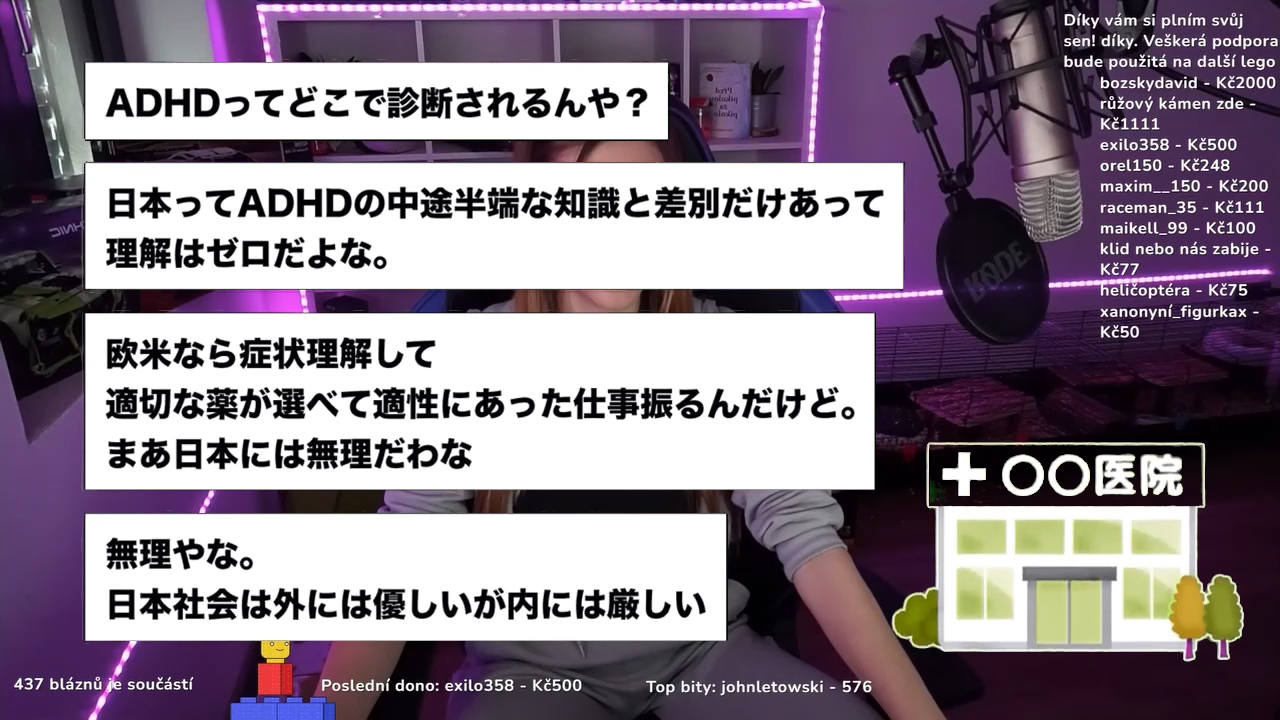 ADHDってどこで診断されるんや？
日本ってADHDの中途半端な知識と差別だけあって
理解はゼロだよな。
欧米なら症状理解して
適切な薬が選べて適性にあった仕事振るんだけど。
まあ日本には無理だわな
無理やな。
日本社会は外には優しいが内には厳しい
Díky vám si plním svůj
sen! díky. Veškerá podpora
bude použitá na další lego
bozskydavid - Kč2000
růžový kámen zde -
Kč1111
exilo358 - Kč500
orel150 - Kč248
maxim__150 - Kč200
raceman_35 - Kč111
maikell_99 - Kč100
klid nebo nás zabije -
Kč77
heličoptéra - Kč75
xanonyní_figurkax -
Kč50
RODE
〇〇医院
437 bláznů je součástí
Poslední dono: exilo358 - Kč500
Top bity: johnletowski - 576